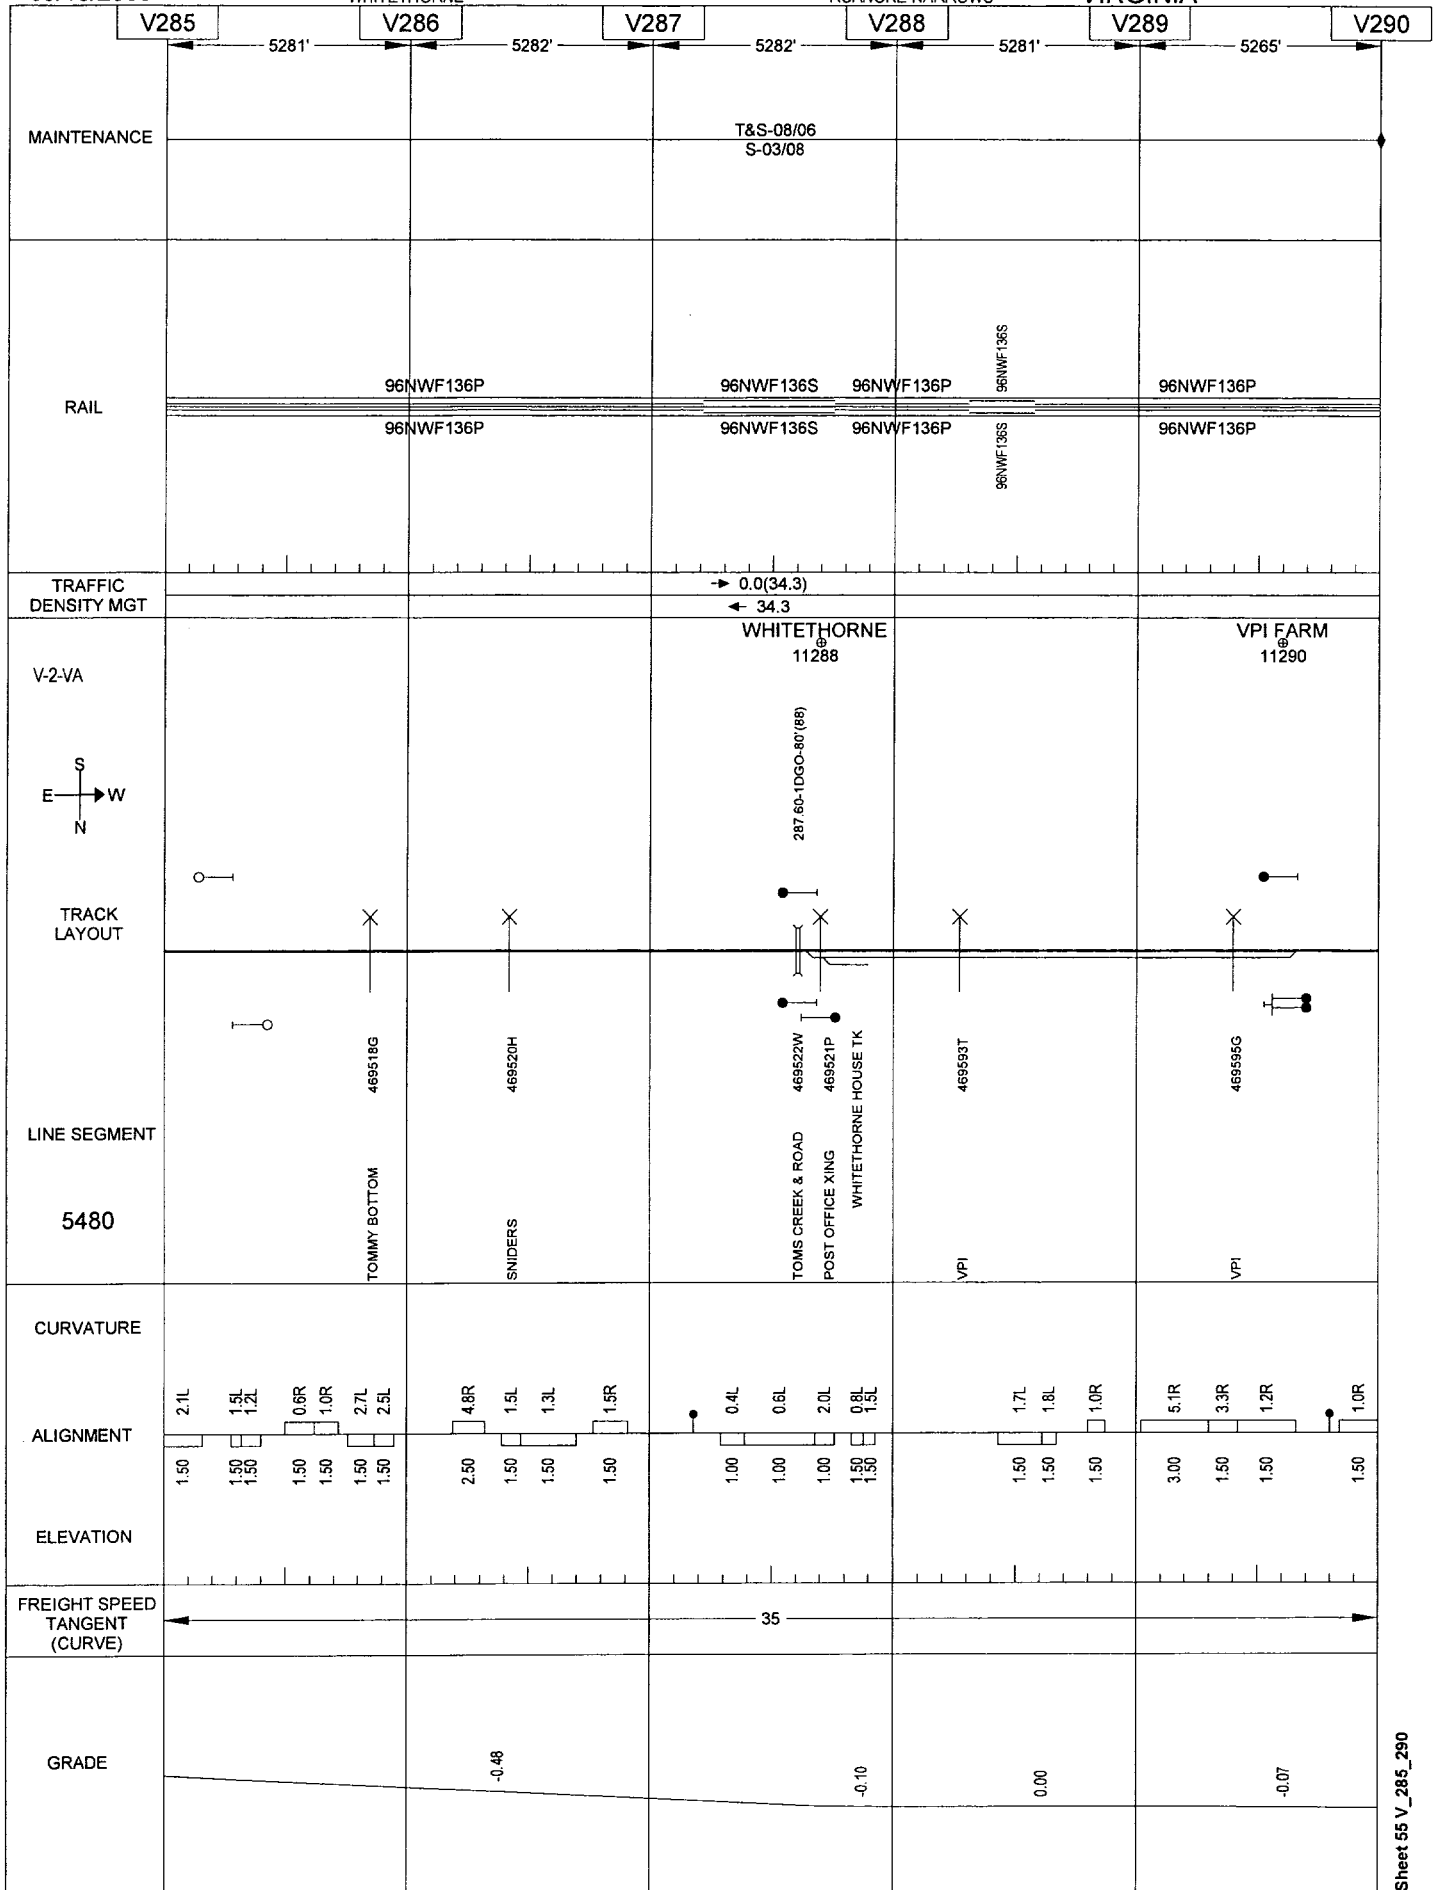 V285 V286 V287 V288 V289 V290
5281' 5282' 5282' 5281' 5265'
MAINTENANCE
T&S-08/06
S-03/08
RAIL
96NWF136P 96NWF136S 96NWF136P 96NWF136S 96NWF136P
96NWF136P 96NWF136S 96NWF136P 96NWF136S 96NWF136P
TRAFFIC
DENSITY MGT
0.0(34.3)
34.3
WHITETHORNE
11288
VPI FARM
11290
V-2-VA
S
E W
N
287.60-1DGO-80'(88)
TRACK
LAYOUT
469518G
469520H
469522W
469521P
WHITETHORNE HOUSE TK
469593T
469595G
LINE SEGMENT
5480
TOMMY BOTTOM
SNIDERS
TOMS CREEK & ROAD
POST OFFICE XING
VPI
VPI
CURVATURE
2.1L 1.5L 1.2L 0.6R 1.0R 2.7L 2.5L 4.8R 1.5L 1.3L 1.5R 0.4L 0.6L 2.0L 0.8L 1.5L 1.7L 1.8L 1.0R 5.1R 3.3R 1.2R 1.0R
ALIGNMENT
1.50 1.50 1.50 1.50 1.50 1.50 1.50 2.50 1.50 1.50 1.50 1.00 1.00 1.00 1.50 1.50 1.50 1.50 1.50 3.00 1.50 1.50 1.50
ELEVATION
FREIGHT SPEED
TANGENT
(CURVE)
35
GRADE
-0.48
-0.10
0.00
-0.07
Sheet 55 V_285_290